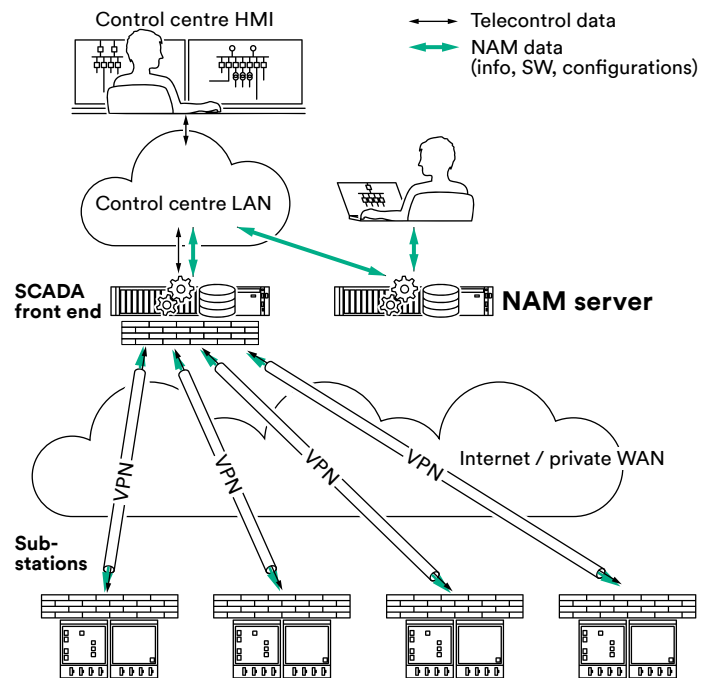 Control centre HMI
Telecontrol data
NAM data
(info, SW, configurations)
Control centre LAN
SCADA
front end
NAM server
Internet / private WAN
VPN
VPN
VPN
VPN
Sub-
stations